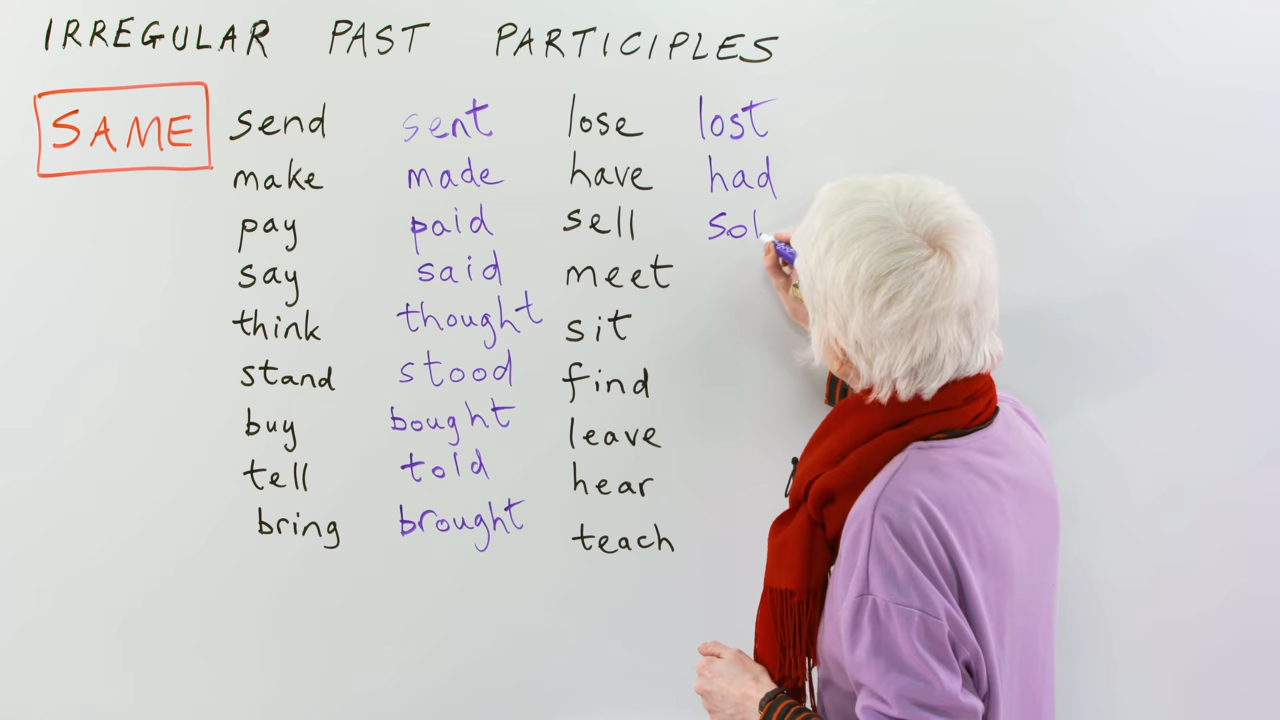 IRREGULAR PAST PARTICIPLES
SAME
send sent lose lost
make made have had
pay paid sell sol
say said meet
think thought sit
stand stood find
buy bought leave
tell told hear
bring brought teach